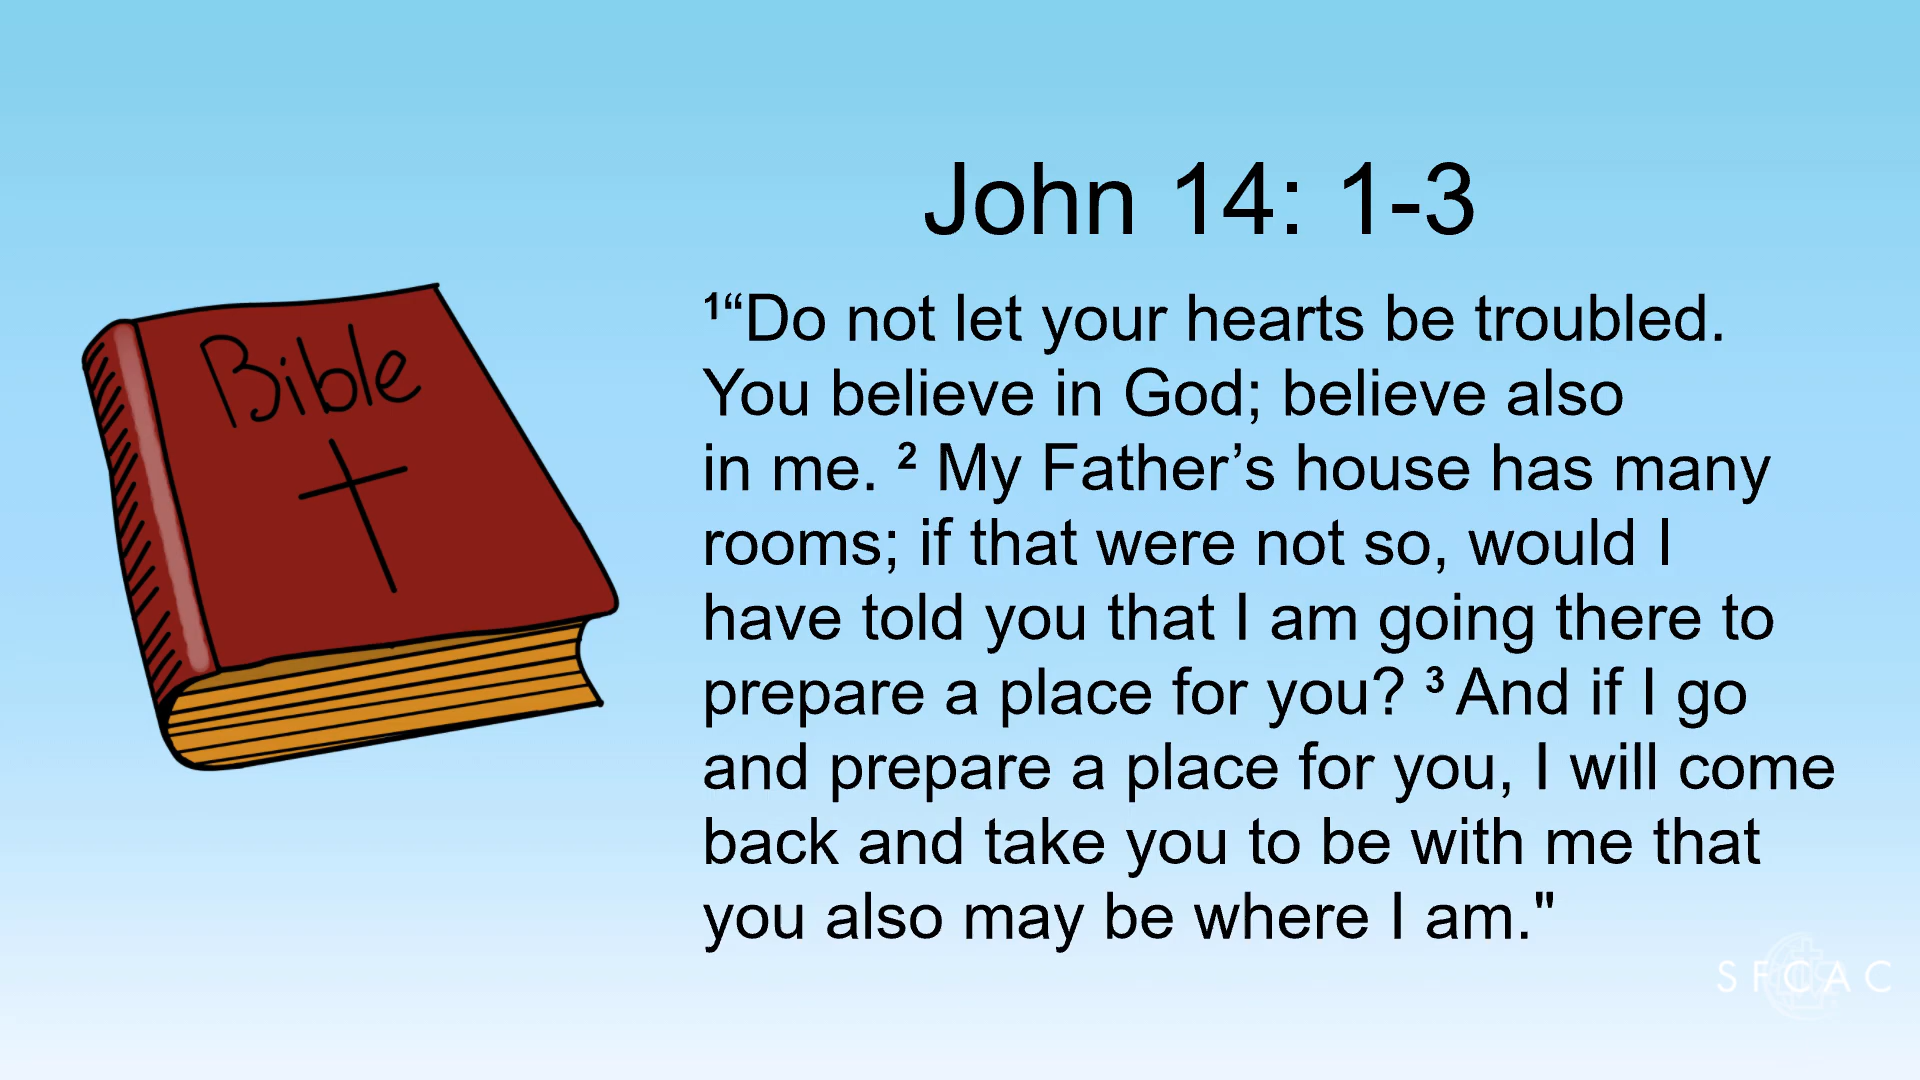 John 14: 1-3
Bible
¹“Do not let your hearts be troubled.
You believe in God; believe also
in me. ² My Father’s house has many
rooms; if that were not so, would I
have told you that I am going there to
prepare a place for you? ³ And if I go
and prepare a place for you, I will come
back and take you to be with me that
you also may be where I am."
SFCAC